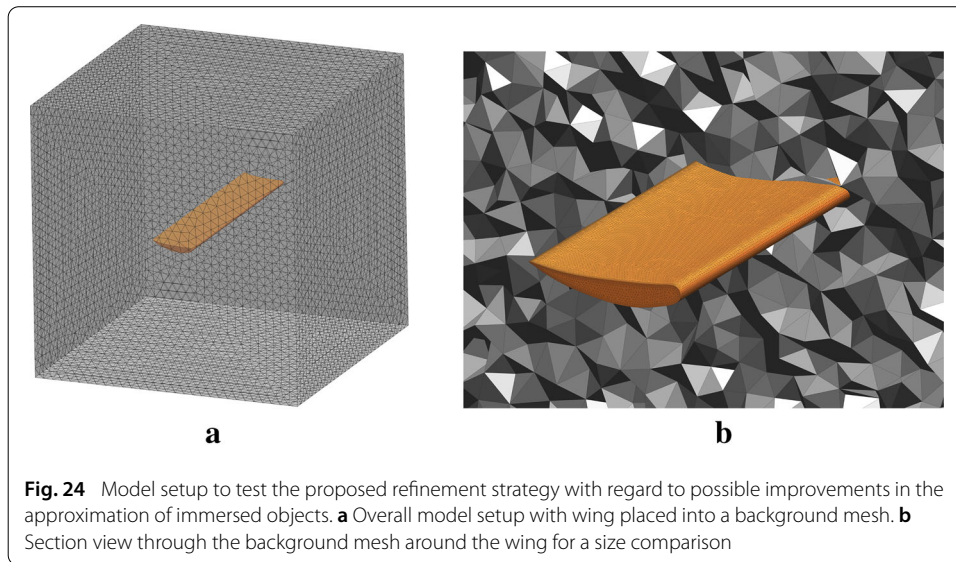 a
b
Fig. 24 Model setup to test the proposed refinement strategy with regard to possible improvements in the
approximation of immersed objects. a Overall model setup with wing placed into a background mesh. b
Section view through the background mesh around the wing for a size comparison